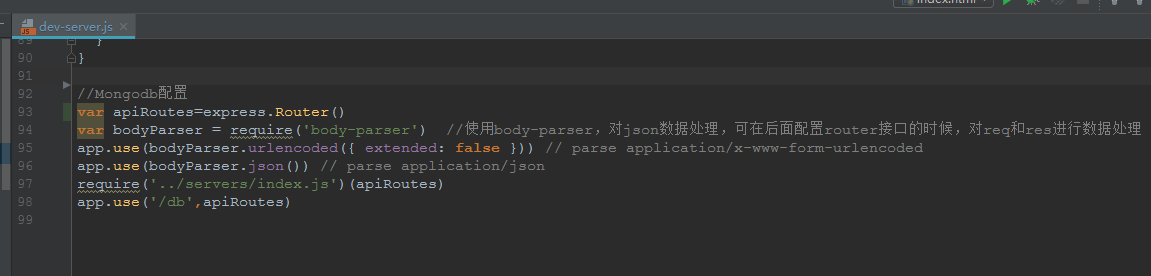 index.html
JS dev-server.js ×
89 }
90 }
91
92 //Mongodb配置
93 var apiRoutes=express.Router()
94 var bodyParser = require('body-parser')  //使用body-parser，对json数据处理，可在后面配置router接口的时候，对req和res进行数据处理
95 app.use(bodyParser.urlencoded({ extended: false })) // parse application/x-www-form-urlencoded
96 app.use(bodyParser.json()) // parse application/json
97 require('../servers/index.js')(apiRoutes)
98 app.use('/db',apiRoutes)
99